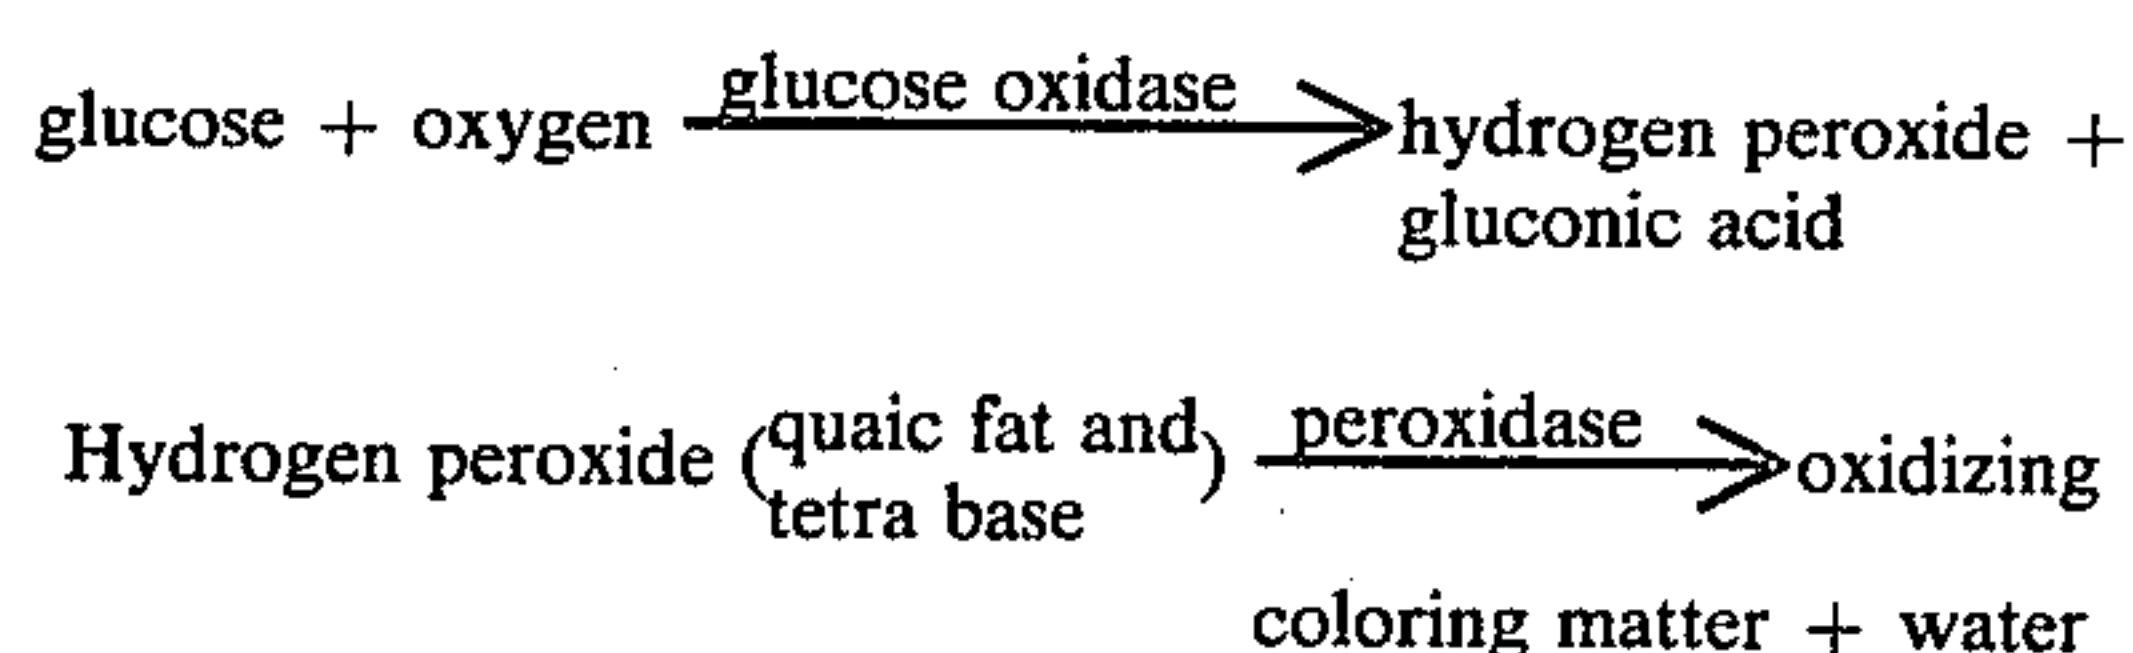 glucose + oxygen glucose oxidase hydrogen peroxide +
gluconic acid
Hydrogen peroxide (quaic fat and tetra base) peroxidase oxidizing
coloring matter + water